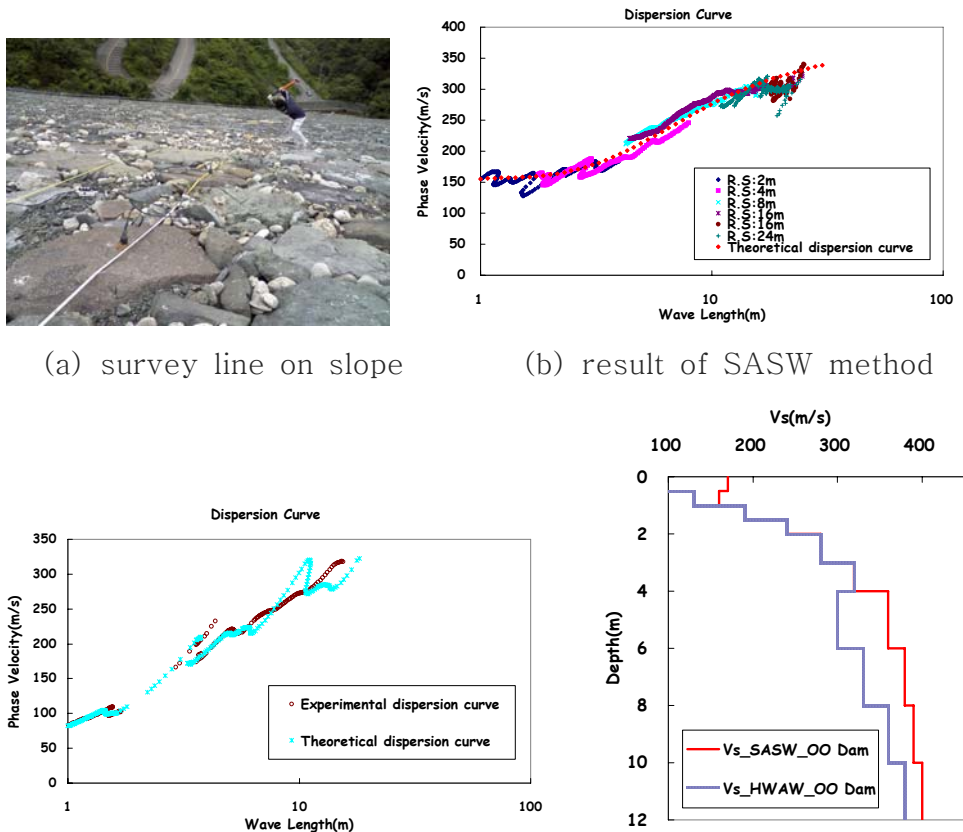 Dispersion Curve
400
350
300
250
200
150
100
50
0
Phase Velocity(m/s)
R.S:2m
R.S:4m
R.S:8m
R.S:16m
R.S:16m
R.S:24m
Theoretical dispersion curve
1 10 100
Wave Length(m)
(a) survey line on slope
(b) result of SASW method
Dispersion Curve
350
300
250
200
150
100
50
0
Phase Velocity(m/s)
Experimental dispersion curve
Theoretical dispersion curve
1 10 100
Wave Length(m)
Vs(m/s)
100 200 300 400
0
2
4
6
8
10
12
Depth(m)
Vs_SASW_OO Dam
Vs_HWAW_OO Dam